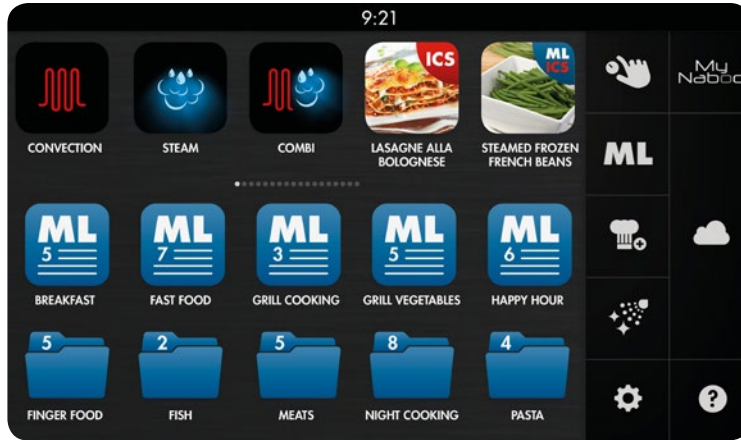 9:21
ICS
ML
ICS
CONVECTION
STEAM
COMBI
LASAGNE ALLA
BOLOGNESE
STEAMED FROZEN
FRENCH BEANS
My
Naboo
ML
ML
5
ML
7
ML
3
ML
5
ML
6
BREAKFAST
FAST FOOD
GRILL COOKING
GRILL VEGETABLES
HAPPY HOUR
5
2
5
8
4
FINGER FOOD
FISH
MEATS
NIGHT COOKING
PASTA
?